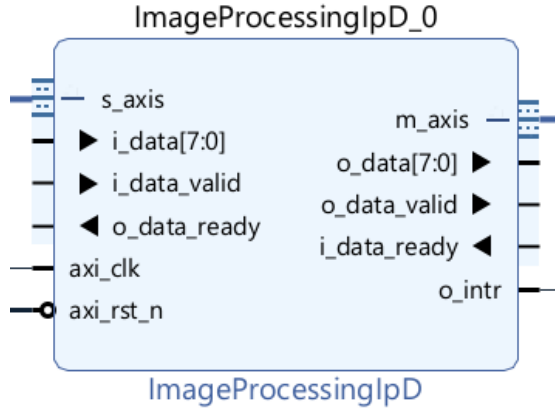 ImageProcessingIpD_0
s_axis
i_data[7:0]
i_data_valid
o_data_ready
axi_clk
axi_rst_n
m_axis
o_data[7:0]
o_data_valid
i_data_ready
o_intr
ImageProcessingIpD